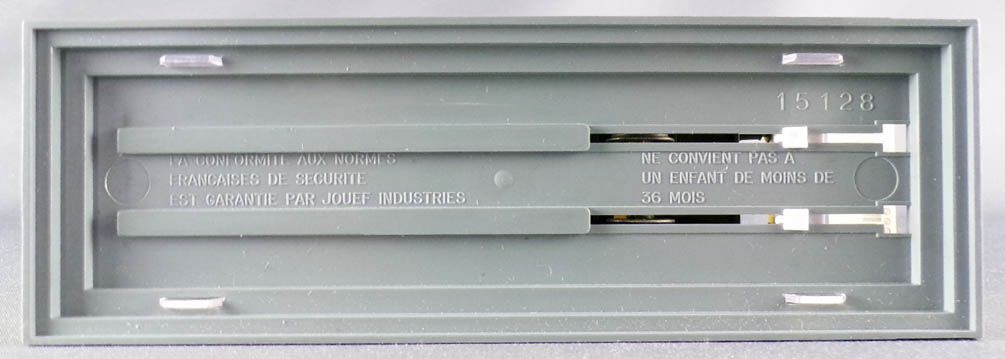 15128
LA CONFORMITE AUX NORMES
FRANCAISES DE SECURITE
EST GARANTIE PAR JOUEF INDUSTRIES
NE CONVIENT PAS A
UN ENFANT DE MOINS DE
36 MOIS